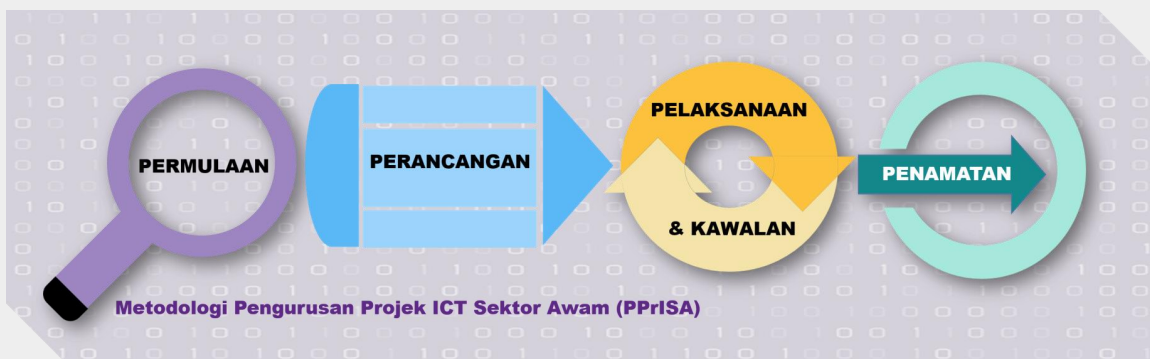 PERMULAAN
PERANCANGAN
PELAKSANAAN
& KAWALAN
PENAMATAN
Metodologi Pengurusan Projek ICT Sektor Awam (PPrISA)